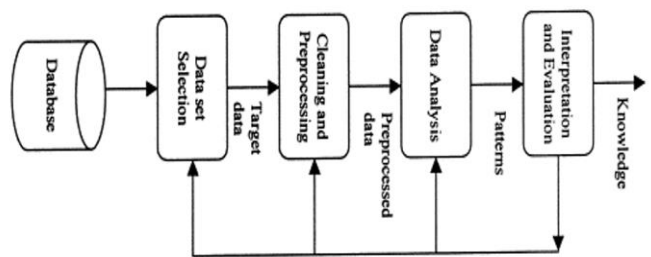 Database
Data set
Selection
Target
data
Cleaning and
Preprocessing
Preprocessed
data
Data Analysis
Patterns
Interpretation
and Evaluation
Knowledge